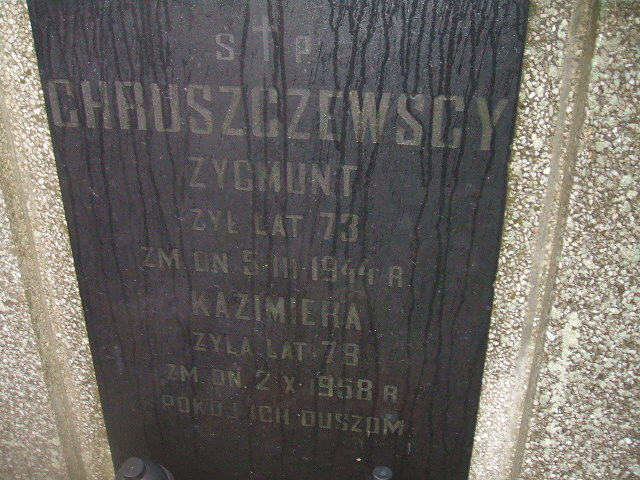 Ś P
CHRUSZCZEWSCY
ZYGMUNT
ŻYŁ LAT 73
ZM. DN. 5 III 1944 R
KAZIMIERA
ŻYŁA LAT 78
ZM. DN. 2 X 1958 R
POKÓJ ICH DUSZOM